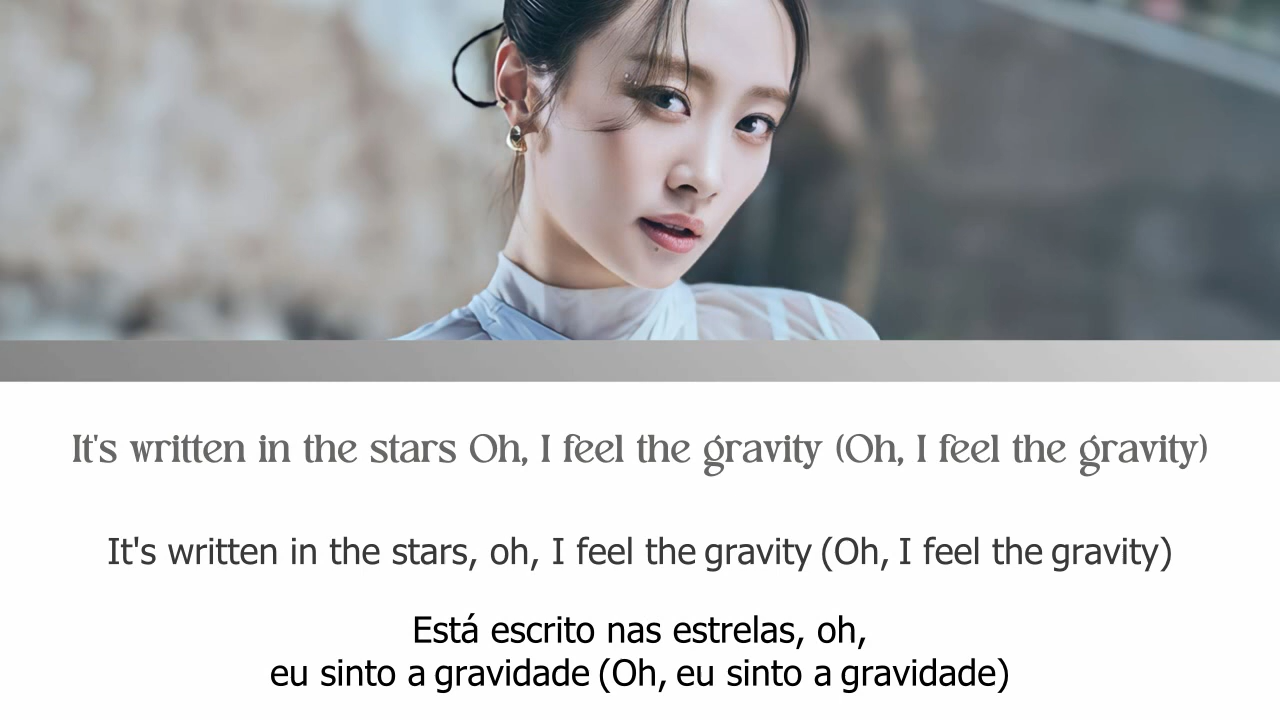 It's written in the stars Oh, I feel the gravity (Oh, I feel the gravity)
It's written in the stars, oh, I feel the gravity (Oh, I feel the gravity)
Está escrito nas estrelas, oh,
eu sinto a gravidade (Oh, eu sinto a gravidade)